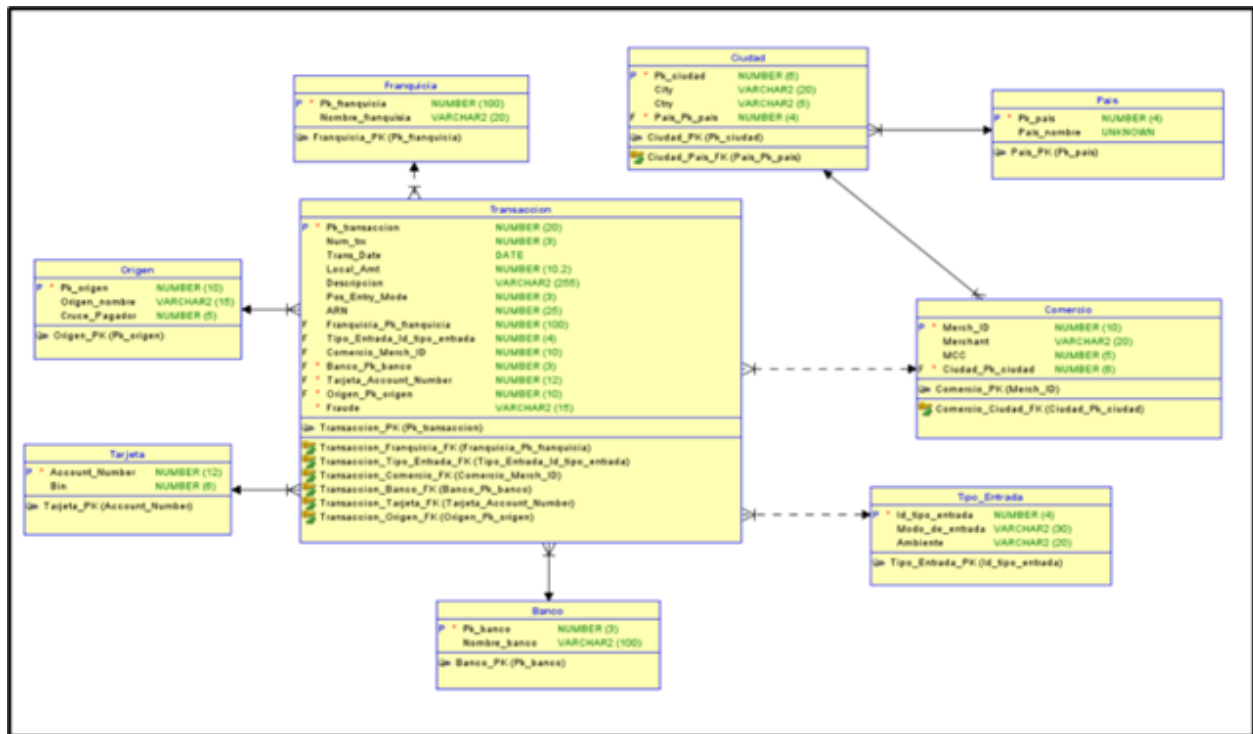 Franquicia
P * Pk_franquicia NUMBER (100)
Nombre_franquisia VARCHAR2 (20)
Franquicia_PK (Pk_franquicia)
Ciudad
P * Pk_ciudad NUMBER (6)
City VARCHAR2 (20)
Ctry VARCHAR2 (5)
F * Pais_Pk_pais NUMBER (4)
Ciudad_PK (Pk_ciudad)
Ciudad_Pais_FK (Pais_Pk_pais)
Pais
P * Pk_pais NUMBER (4)
Pais_nombre UNKNOWN
Pais_PK (Pk_pais)
Transaccion
P * Pk_transaccion NUMBER (20)
Num_trx NUMBER (3)
Trans_Date DATE
Local_Amt NUMBER (10,2)
Descripcion VARCHAR2 (255)
Pos_Entry_Mode NUMBER (3)
ARN NUMBER (25)
F Franquicia_Pk_franquicia NUMBER (100)
F Tipo_Entrada_Id_tipo_entrada NUMBER (4)
F Comercio_Merch_ID NUMBER (10)
F * Banco_Pk_banco NUMBER (3)
F * Tarjeta_Account_Number NUMBER (12)
F * Origen_Pk_origen NUMBER (10)
* Fraude VARCHAR2 (15)
Transaccion_PK (Pk_transaccion)
Transaccion_Franquicia_FK (Franquicia_Pk_franquicia)
Transaccion_Tipo_Entrada_FK (Tipo_Entrada_Id_tipo_entrada)
Transaccion_Comercio_FK (Comercio_Merch_ID)
Transaccion_Banco_FK (Banco_Pk_banco)
Transaccion_Tarjeta_FK (Tarjeta_Account_Number)
Transaccion_Origen_FK (Origen_Pk_origen)
Origen
P * Pk_origen NUMBER (10)
Origen_nombre VARCHAR2 (15)
Cruce_Pagador NUMBER (5)
Origen_PK (Pk_origen)
Comercio
P * Merch_ID NUMBER (10)
Merchant VARCHAR2 (20)
MCC NUMBER (5)
F * Ciudad_Pk_ciudad NUMBER (6)
Comercio_PK (Merch_ID)
Comercio_Ciudad_FK (Ciudad_Pk_ciudad)
Tarjeta
P * Account_Number NUMBER (12)
Bin NUMBER (6)
Tarjeta_PK (Account_Number)
Tipo_Entrada
P * Id_tipo_entrada NUMBER (4)
Modo_de_entrada VARCHAR2 (30)
Ambiente VARCHAR2 (20)
Tipo_Entrada_PK (Id_tipo_entrada)
Banco
P * Pk_banco NUMBER (3)
Nombre_banco VARCHAR2 (100)
Banco_PK (Pk_banco)